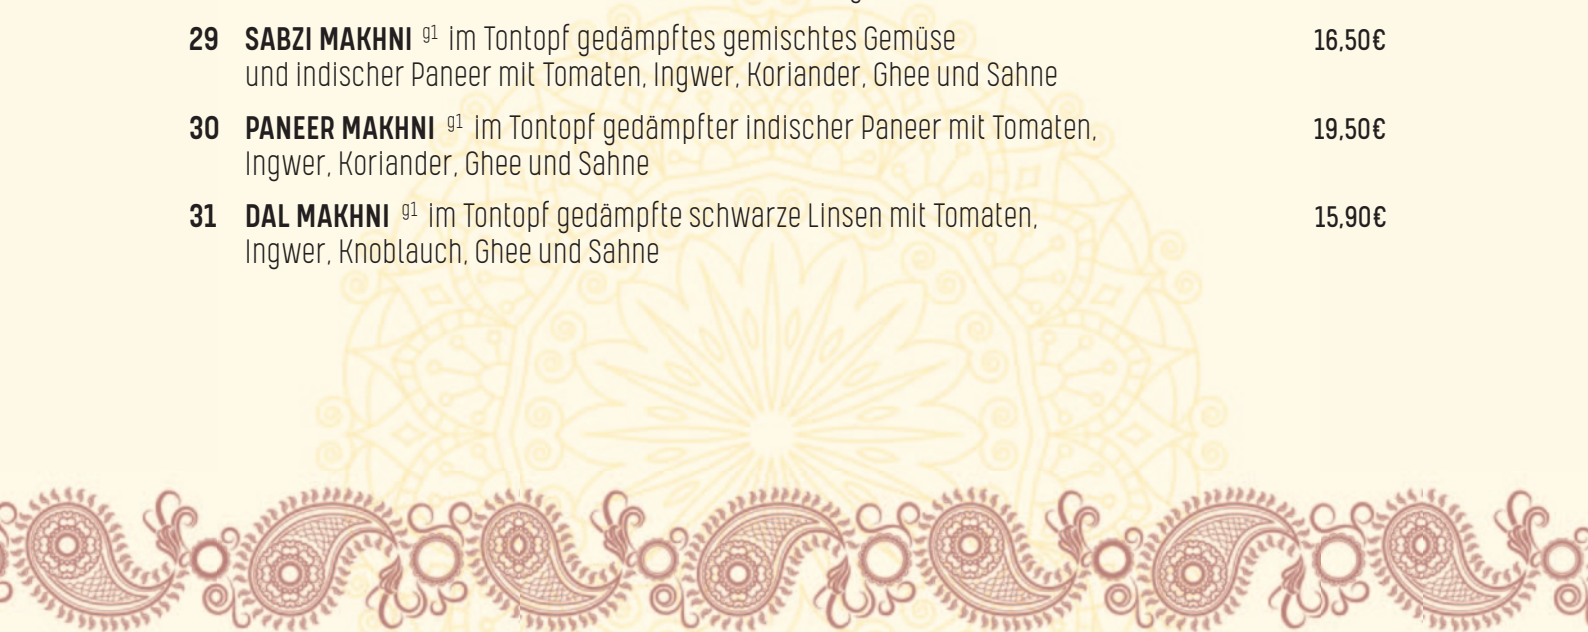 29 SABZI MAKHNI g1 im Tontopf gedämpftes gemischtes Gemüse 16,50€
und indischer Paneer mit Tomaten, Ingwer, Koriander, Ghee und Sahne
30 PANEER MAKHNI g1 im Tontopf gedämpfter indischer Paneer mit Tomaten, 19,50€
Ingwer, Koriander, Ghee und Sahne
31 DAL MAKHNI g1 im Tontopf gedämpfte schwarze Linsen mit Tomaten, 15,90€
Ingwer, Knoblauch, Ghee und Sahne